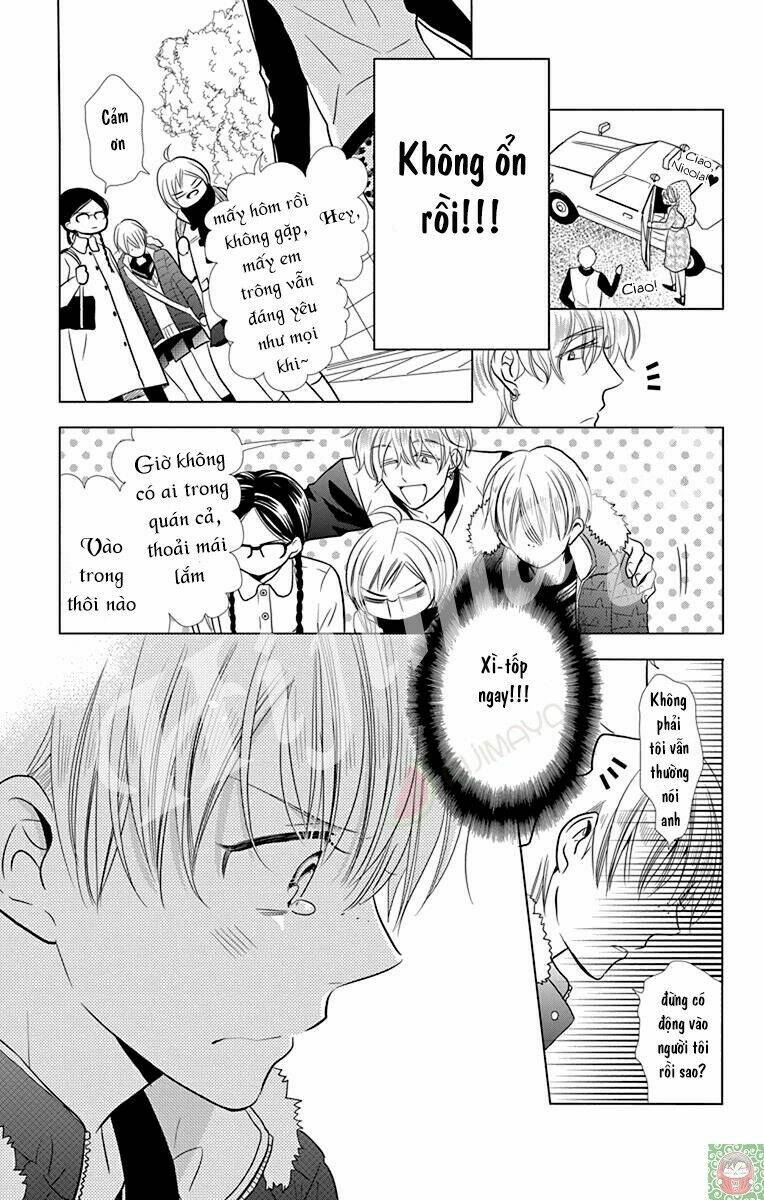 Ciao,
Nicola!
Ciao!
Không ổn
rồi!!!
Hey,
mấy hôm rồi
không gặp,
mấy em
trông vẫn
đáng yêu
như mọi
khi~
Cảm
ơn
Giờ không
có ai trong
quán cả,
thoải mái
lắm
Vào
trong
thôi nào
Xì-tốp
ngay!!!
Không
phải
tôi vẫn
thường
nói
anh
đừng có
động vào
người tôi
rồi sao?